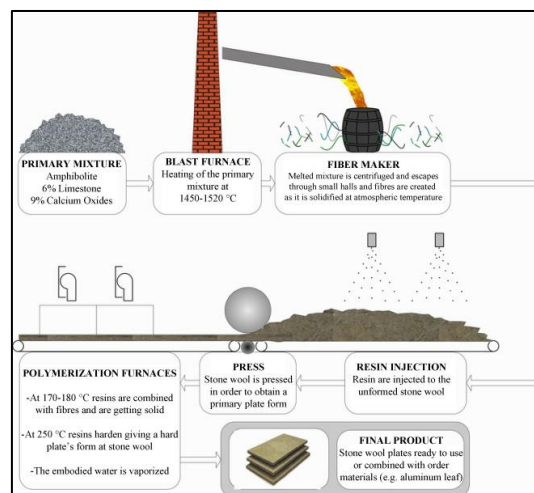 PRIMARY MIXTURE
Amphibolite
6% Limestone
9% Calcium Oxides
BLAST FURNACE
Heating of the primary
mixture at
1450-1520 °C
FIBER MAKER
Melted mixture is centrifuged and escapes
through small halls and fibres are created
as it is solidified at atmospheric temperature
POLYMERIZATION FURNACES
-At 170-180 °C resins are combined
with fibres and are getting solid
-At 250 °C resins harden giving a hard
plate's form at stone wool
-The embodied water is vaporized
PRESS
Stone wool is pressed
in order to obtain a
primary plate form
RESIN INJECTION
Resin are injected to the
unformed stone wool
FINAL PRODUCT
Stone wool plates ready to use
or combined with order
materials (e.g. aluminum leaf)